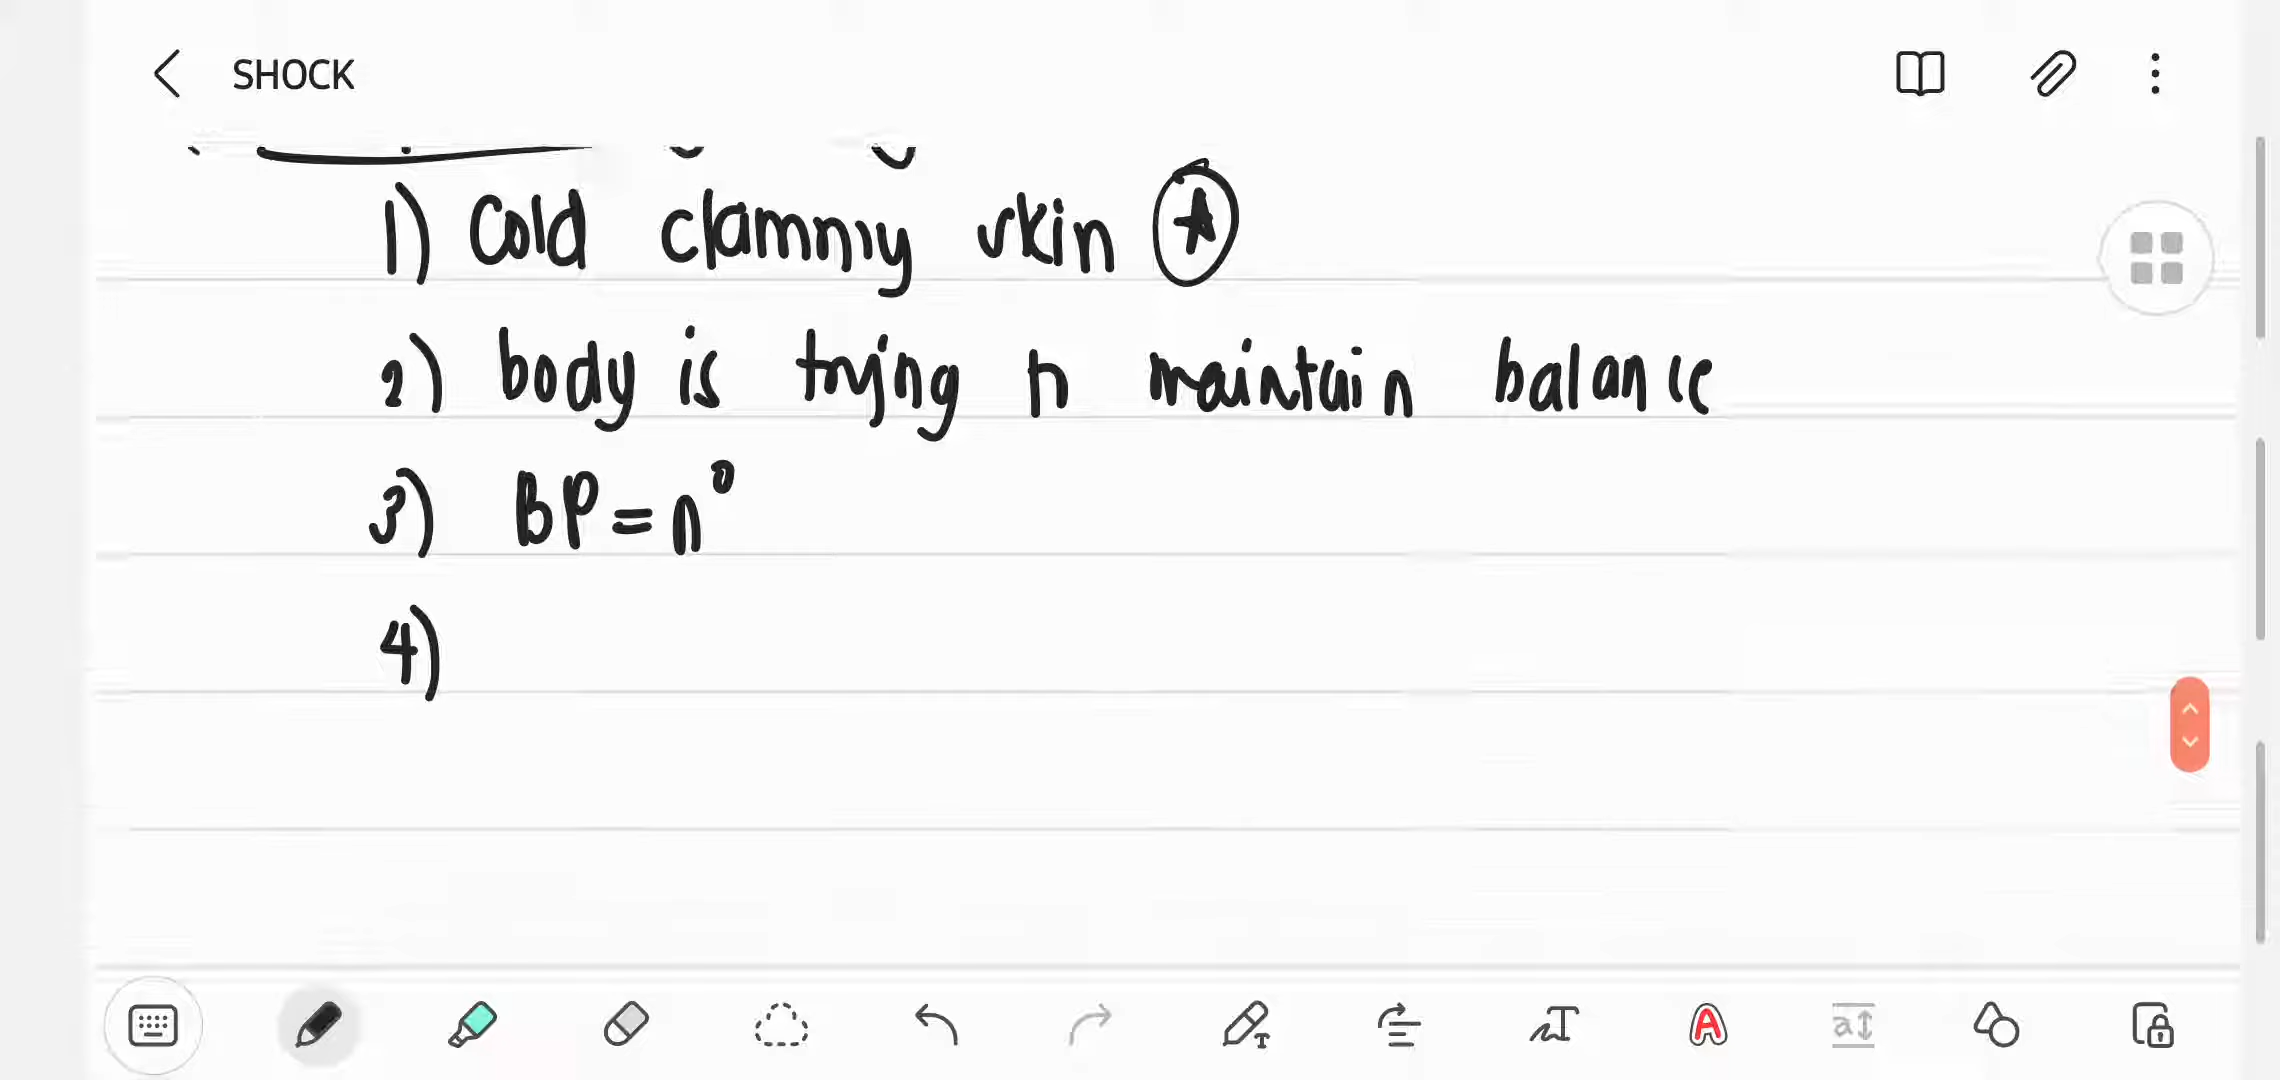 SHOCK
1) Cold clammy skin
2) body is trying to maintain balance
3) BP = n°
4)